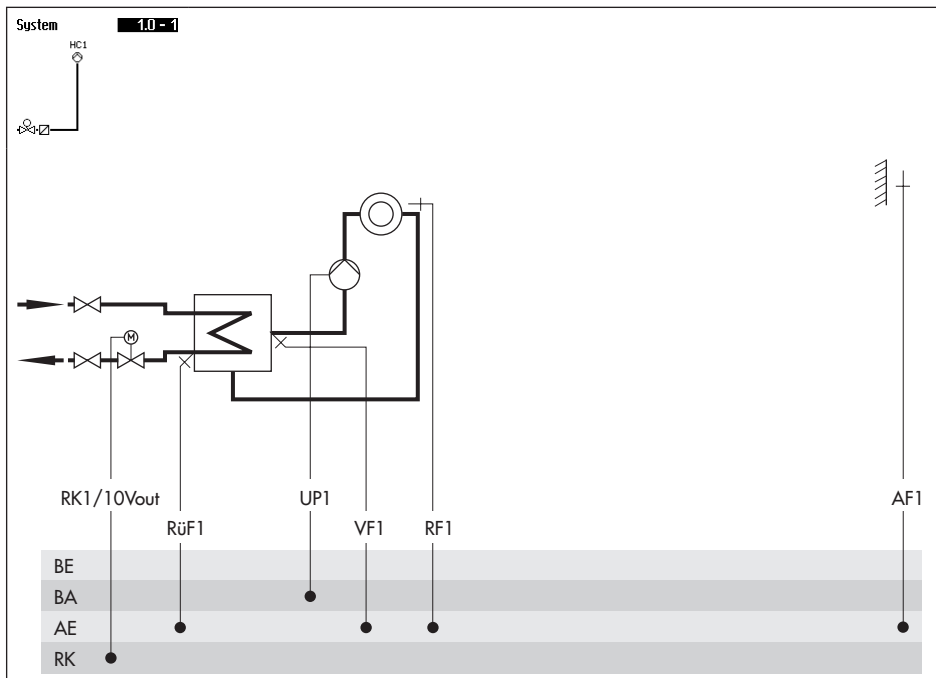 System 1.0 - 1
HC1
M
RK1/10Vout UP1 AF1
RüF1 VF1 RF1
BE
BA
AE
RK